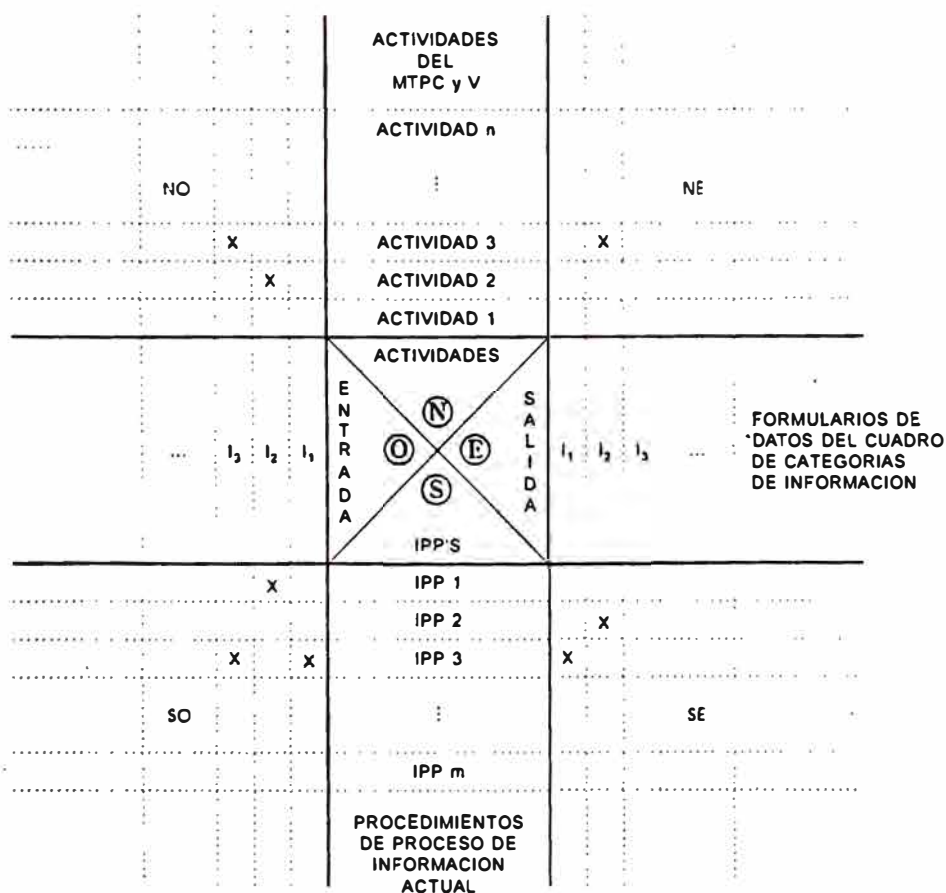 ACTIVIDADES
DEL
MTPC y V
ACTIVIDAD n
NO
NE
X ACTIVIDAD 3 X
X ACTIVIDAD 2
ACTIVIDAD 1
ACTIVIDADES
ENTRADA
SALIDA
N
O E
S
... I₃ I₂ I₁
I₁ I₂ I₃ ...
FORMULARIOS DE
DATOS DEL CUADRO
DE CATEGORIAS
DE INFORMACION
IPP'S
X IPP 1
IPP 2 X
X X IPP 3 X
SO
SE
IPP m
PROCEDIMIENTOS
DE PROCESO DE
INFORMACION
ACTUAL